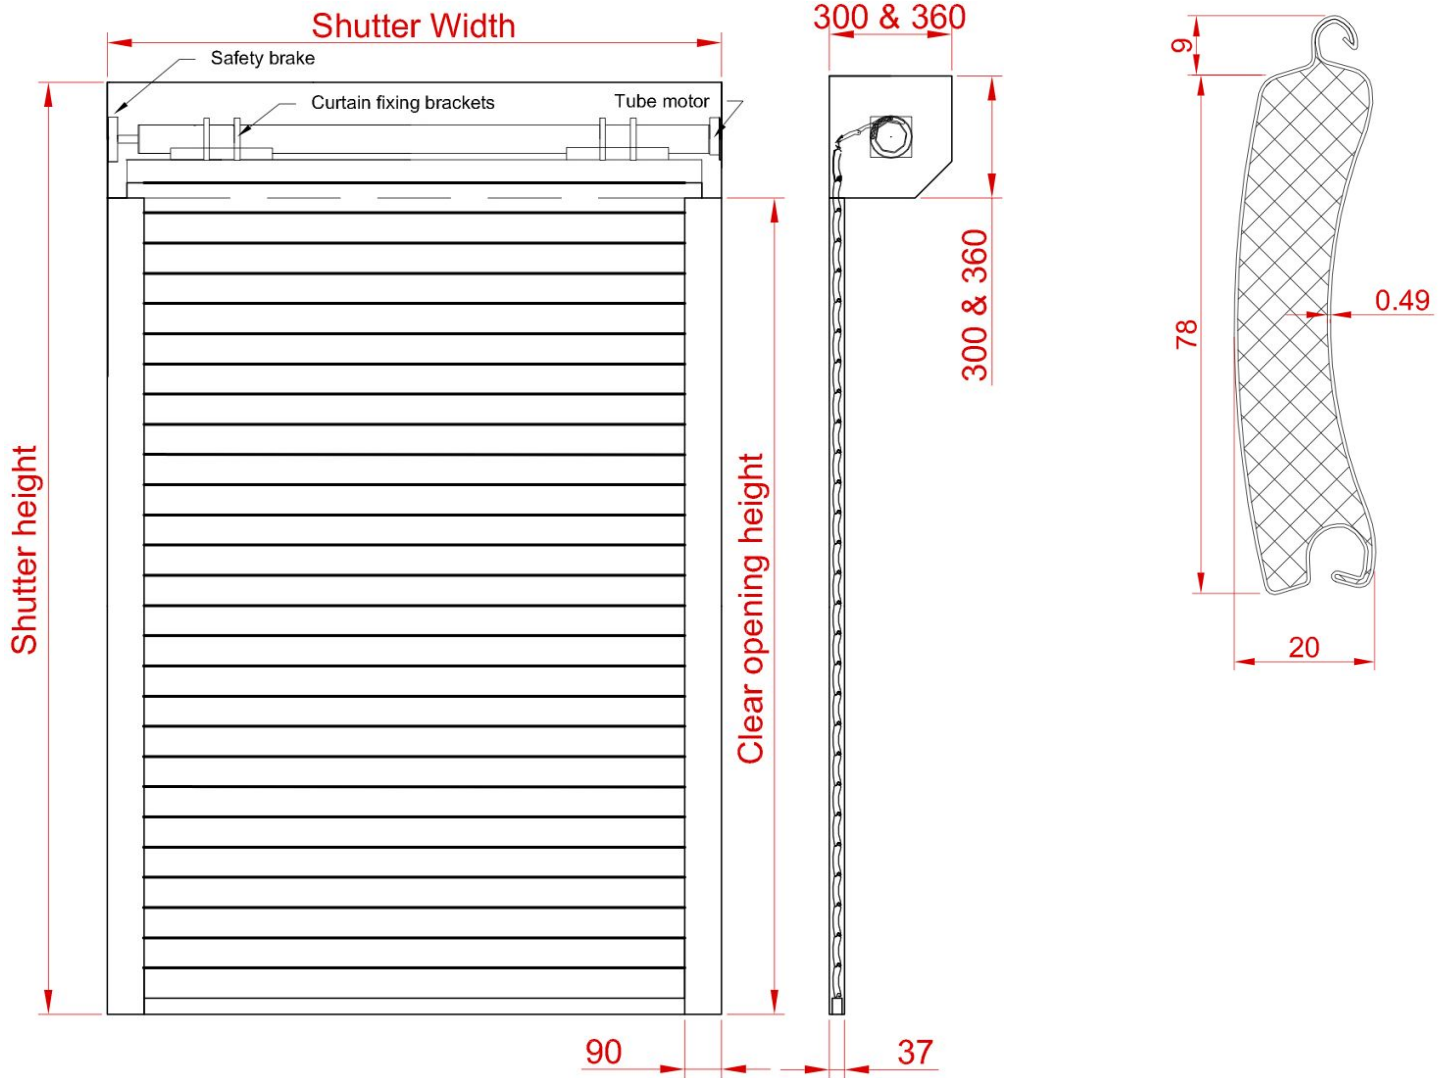 Shutter Width
300 & 360
Safety brake
Curtain fixing brackets
Tube motor
9
300 & 360
0.49
78
Shutter height
Clear opening height
20
90
37